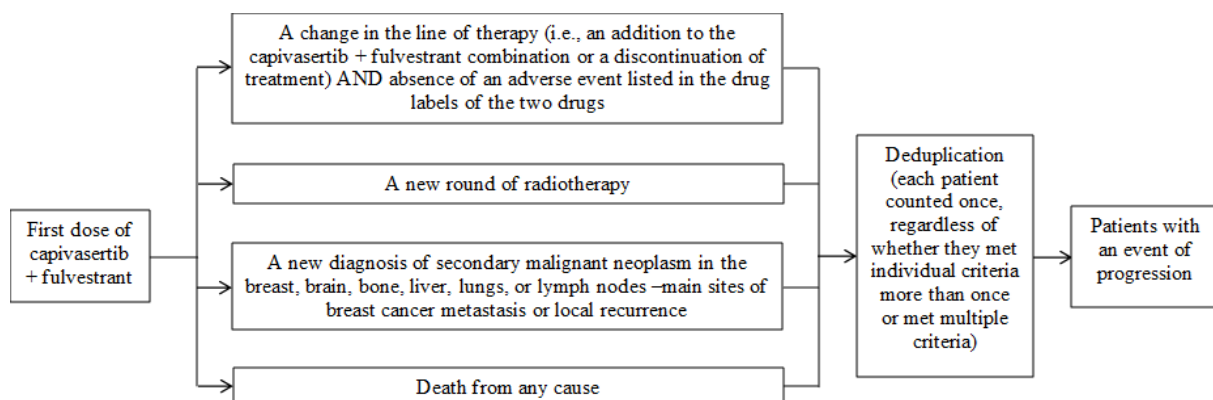 First dose of
capivasertib
+ fulvestrant
A change in the line of therapy (i.e., an addition to the
capivasertib + fulvestrant combination or a discontinuation of
treatment) AND absence of an adverse event listed in the drug
labels of the two drugs
A new round of radiotherapy
A new diagnosis of secondary malignant neoplasm in the
breast, brain, bone, liver, lungs, or lymph nodes –main sites of
breast cancer metastasis or local recurrence
Death from any cause
Deduplication
(each patient
counted once,
regardless of
whether they met
individual criteria
more than once
or met multiple
criteria)
Patients with
an event of
progression